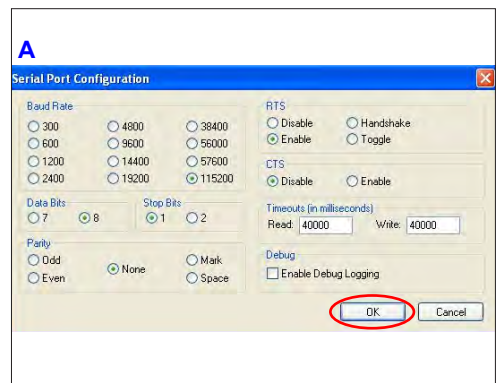 A
Serial Port Configuration
Baud Rate
300 4800 38400
600 9600 56000
1200 14400 57600
2400 19200 115200
Data Bits
7 8
Stop Bits
1 2
Parity
Odd None Mark
Even Space
RTS
Disable Handshake
Enable Toggle
CTS
Disable Enable
Timeouts (in milliseconds)
Read: 40000 Write: 40000
Debug
Enable Debug Logging
OK Cancel